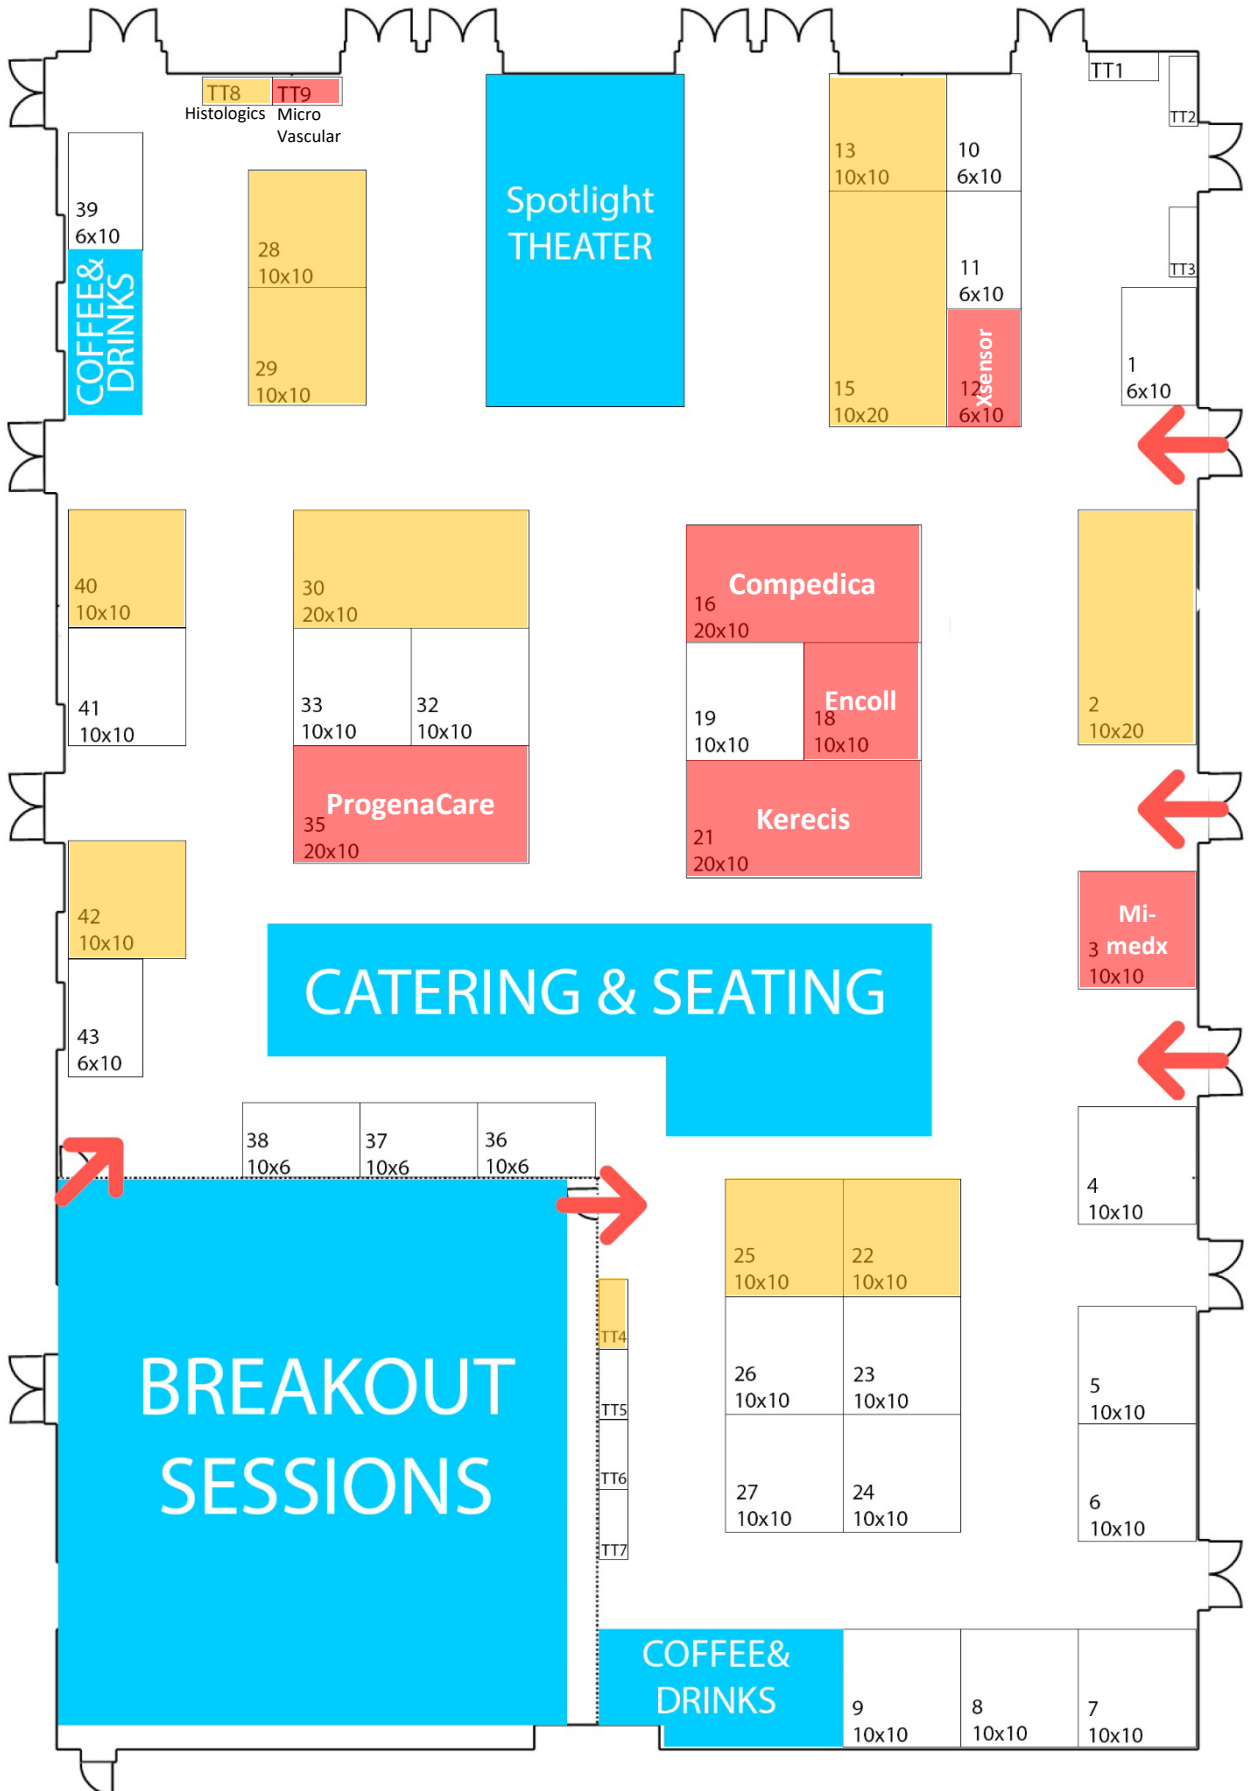 TT8
TT9
Histologics
Micro
Vascular
TT1
TT2
TT3
39
6x10
COFFEE&
DRINKS
28
10x10
29
10x10
Spotlight
THEATER
13
10x10
10
6x10
11
6x10
15
10x20
Xsensor
12
6x10
1
6x10
40
10x10
41
10x10
30
20x10
33
10x10
32
10x10
ProgenaCare
35
20x10
Compedica
16
20x10
19
10x10
Encoll
18
10x10
Kerecis
21
20x10
2
10x20
Mi-
medx
3
10x10
42
10x10
43
6x10
CATERING & SEATING
38
10x6
37
10x6
36
10x6
4
10x10
25
10x10
22
10x10
26
10x10
23
10x10
27
10x10
24
10x10
TT4
TT5
TT6
TT7
5
10x10
6
10x10
BREAKOUT
SESSIONS
COFFEE&
DRINKS
9
10x10
8
10x10
7
10x10